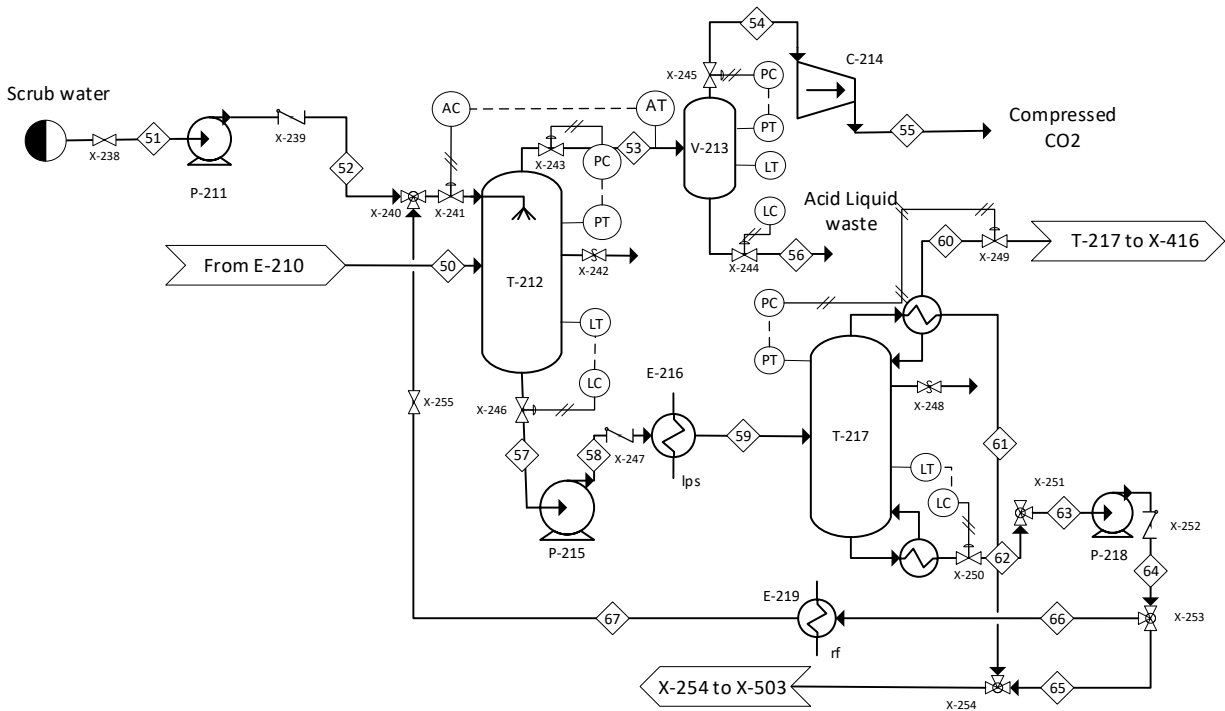 54
C-214
X-245
PC
Scrub water
AC
AT
PT
Compressed
CO2
51
X-238
X-239
P-211
X-243
PC
53
V-213
LT
55
52
X-240
X-241
PT
LC
Acid Liquid
waste
From E-210
50
T-212
X-242
X-244
56
60
X-249
T-217 to X-416
LT
PC
LC
PT
X-255
X-246
E-216
X-248
57
58
X-247
59
T-217
61
lps
LT
LC
X-251
P-215
62
63
X-252
X-250
P-218
64
E-219
67
66
X-253
rf
X-254 to X-503
65
X-254